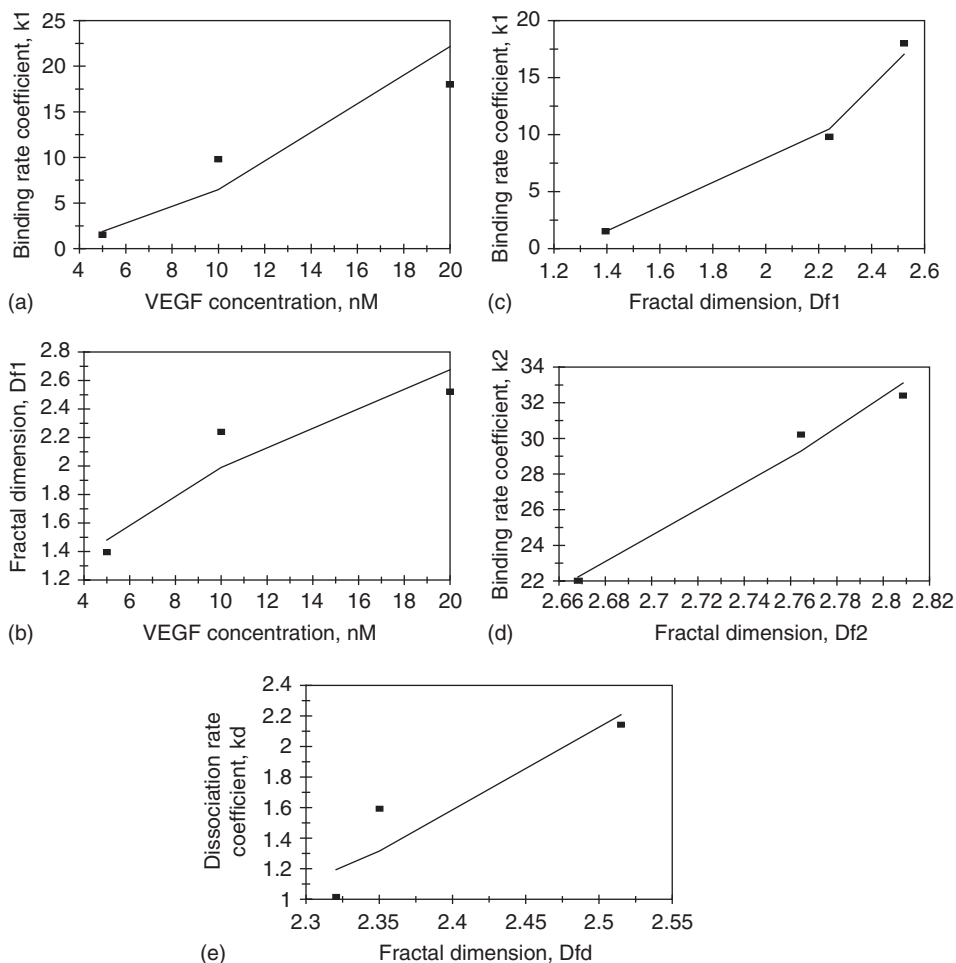 Binding rate coefficient, k1
25
20
15
10
5
0
4 6 8 10 12 14 16 18 20
(a) VEGF concentration, nM
Binding rate coefficient, k1
20
15
10
5
0
1.2 1.4 1.6 1.8 2 2.2 2.4 2.6
(c) Fractal dimension, Df1
Fractal dimension, Df1
2.8
2.6
2.4
2.2
2
1.8
1.6
1.4
1.2
4 6 8 10 12 14 16 18 20
(b) VEGF concentration, nM
Binding rate coefficient, k2
34
32
30
28
26
24
22
2.66 2.68 2.7 2.72 2.74 2.76 2.78 2.8 2.82
(d) Fractal dimension, Df2
Dissociation rate
coefficient, kd
2.4
2.2
2
1.8
1.6
1.4
1.2
1
2.3 2.35 2.4 2.45 2.5 2.55
(e) Fractal dimension, Dfd